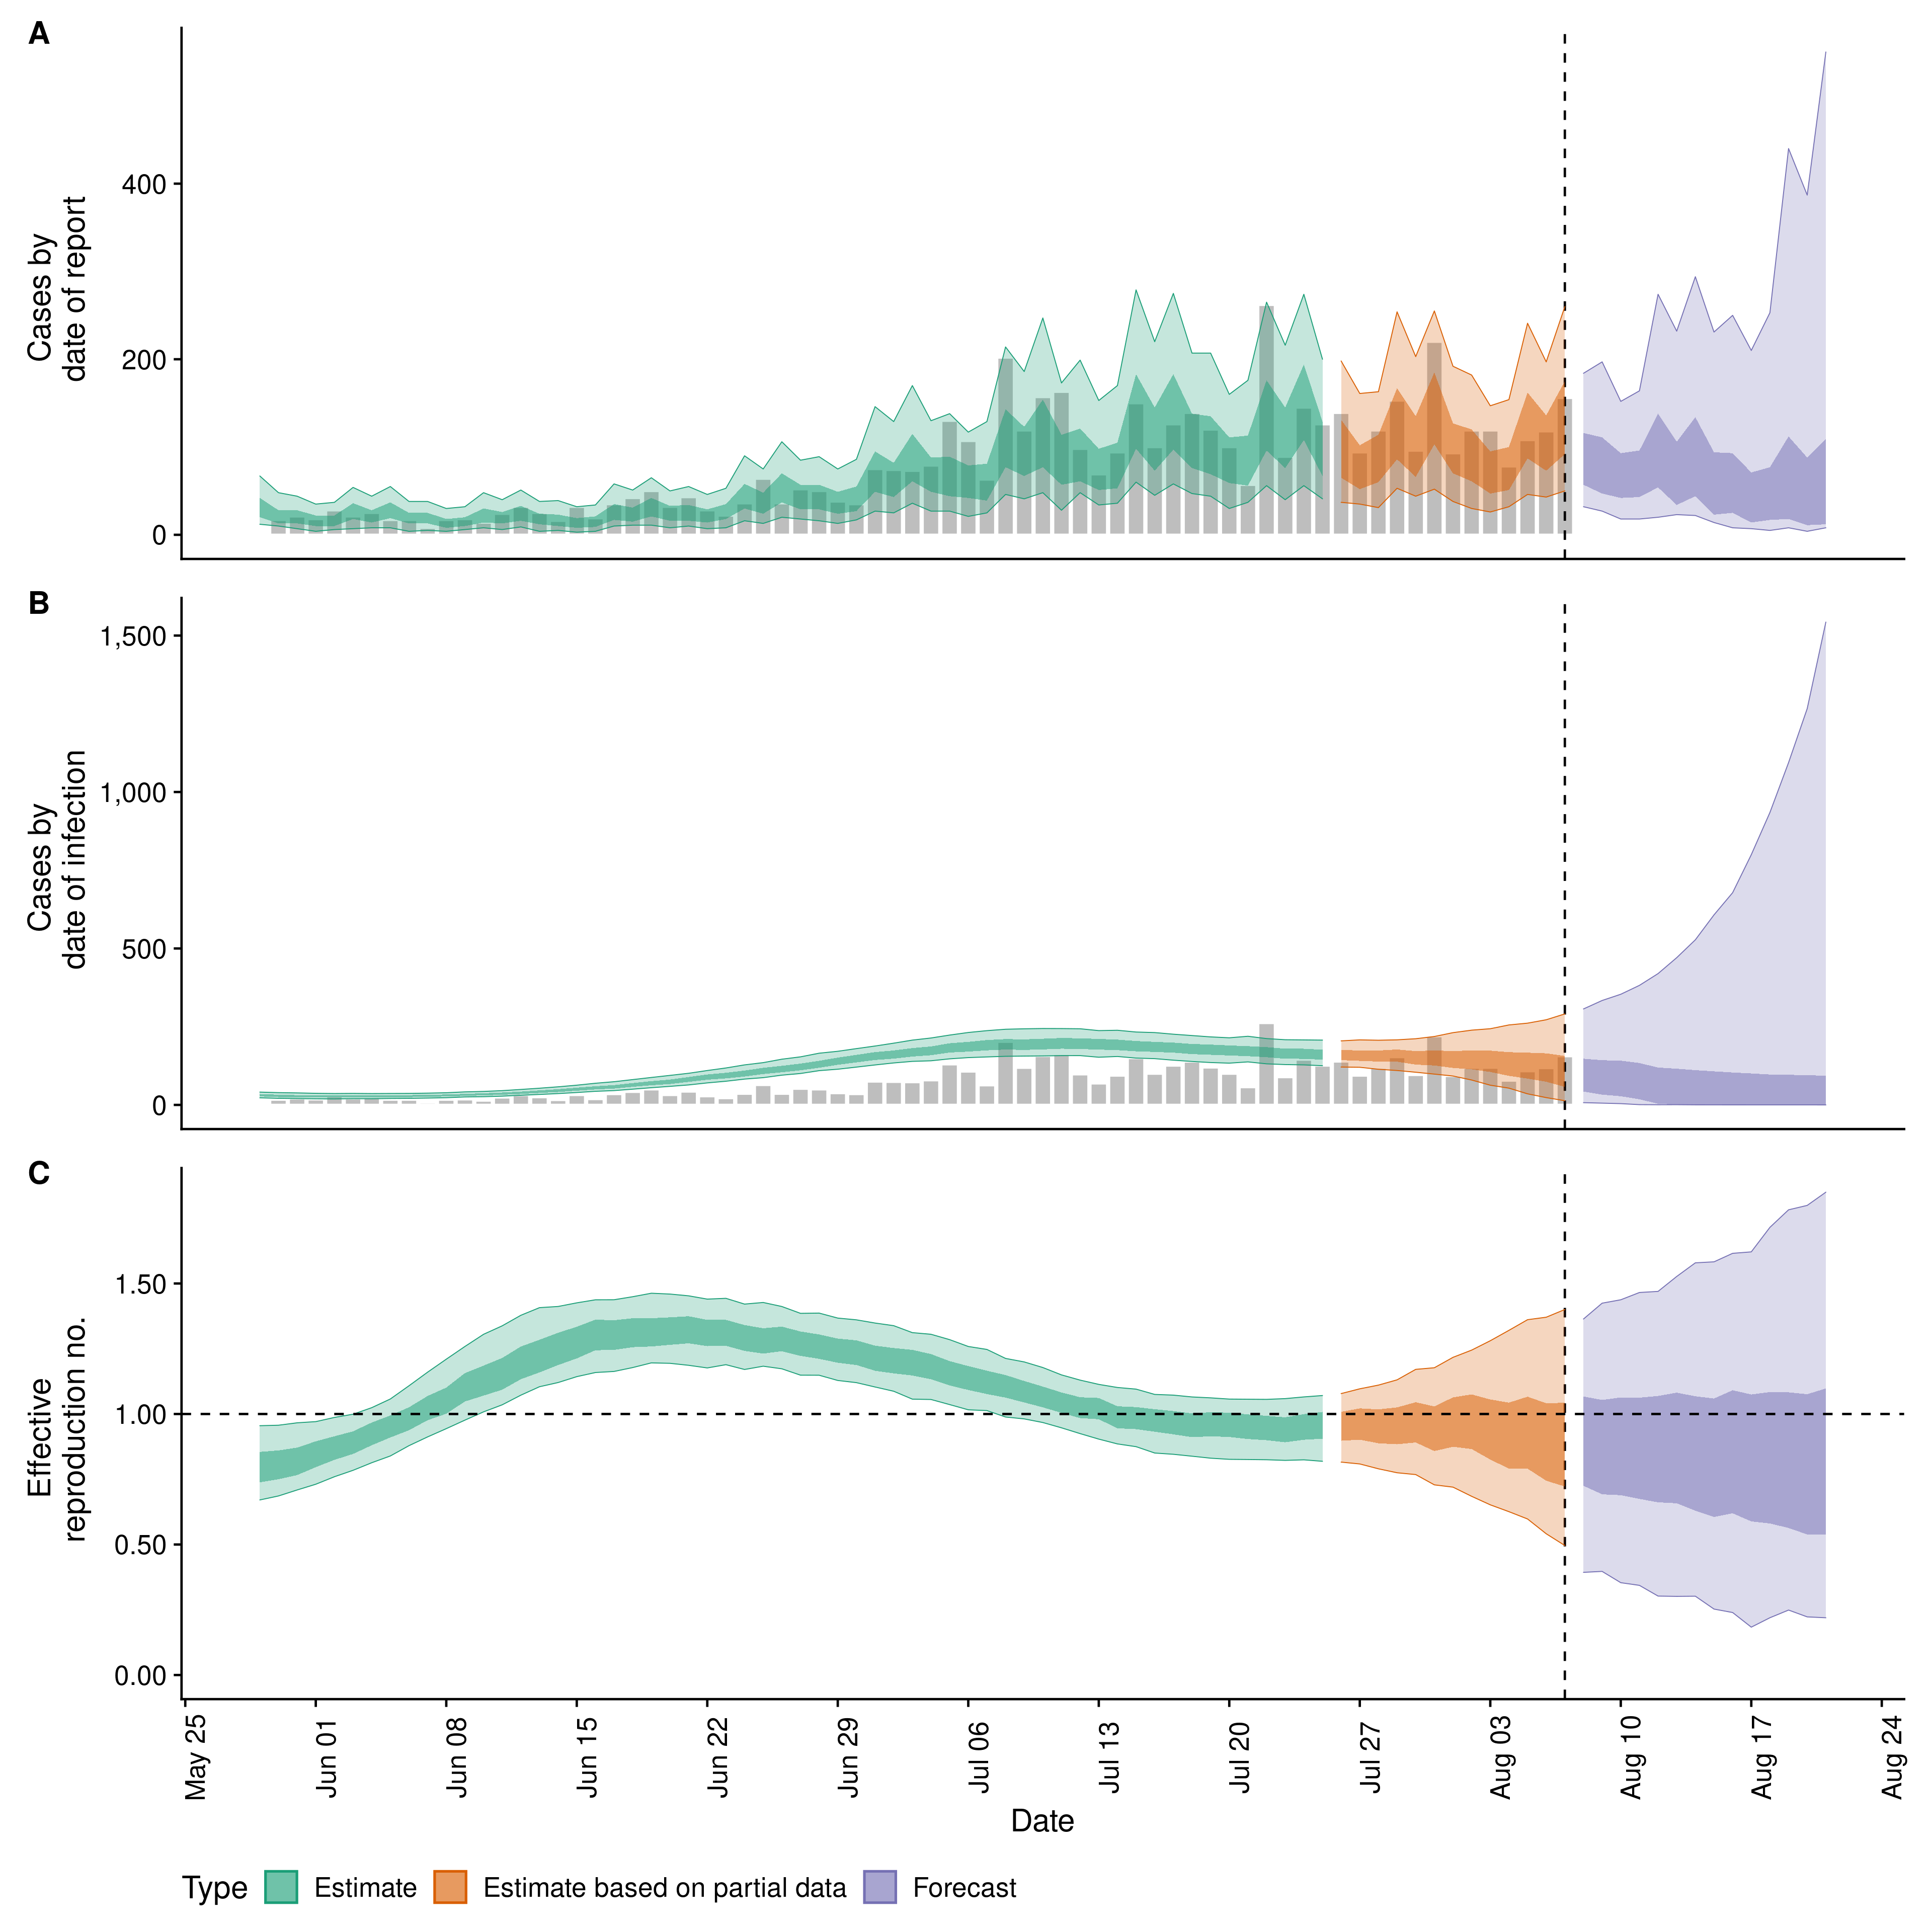 A
Cases by
date of report
400
200
0
B
Cases by
date of infection
1,500
1,000
500
0
C
Effective
reproduction no.
1.50
1.00
0.50
0.00
May 25
Jun 01
Jun 08
Jun 15
Jun 22
Jun 29
Jul 06
Jul 13
Jul 20
Jul 27
Aug 03
Aug 10
Aug 17
Aug 24
Date
Type Estimate Estimate based on partial data Forecast